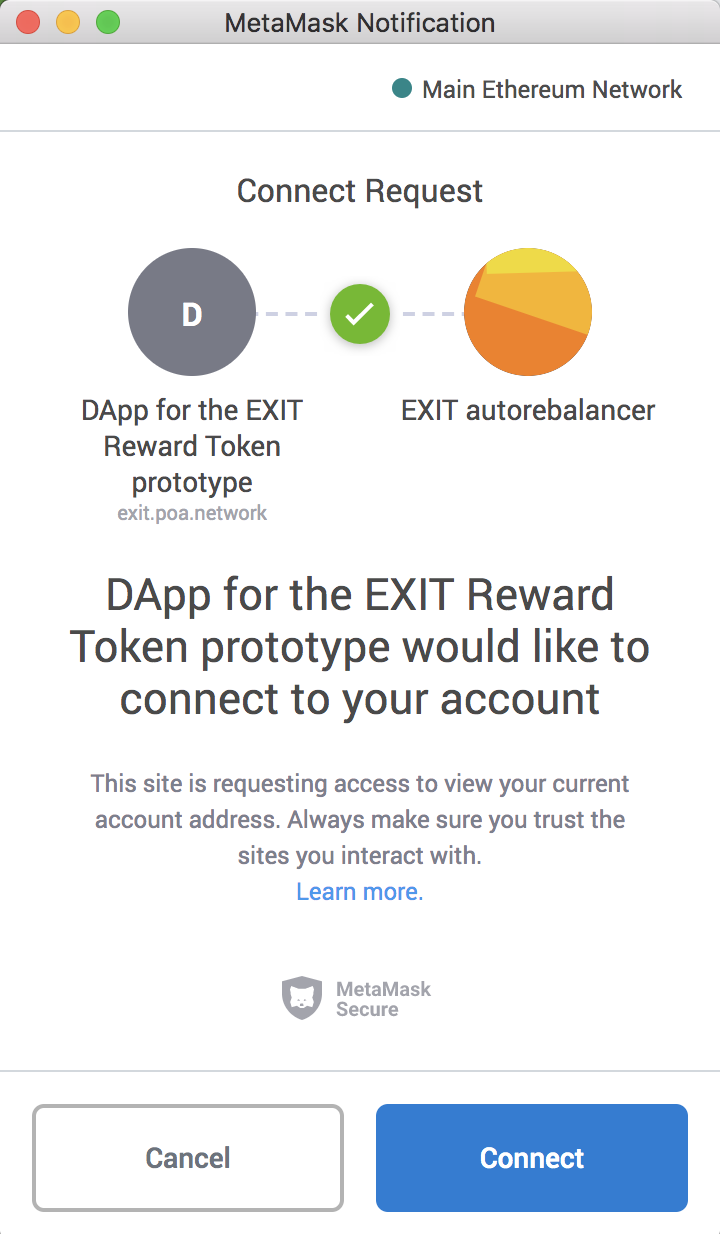 MetaMask Notification
Main Ethereum Network
Connect Request
D
DApp for the EXIT
Reward Token
prototype
exit.poa.network
EXIT autorebalancer
DApp for the EXIT Reward
Token prototype would like to
connect to your account
This site is requesting access to view your current
account address. Always make sure you trust the
sites you interact with.
Learn more.
MetaMask
Secure
Cancel
Connect